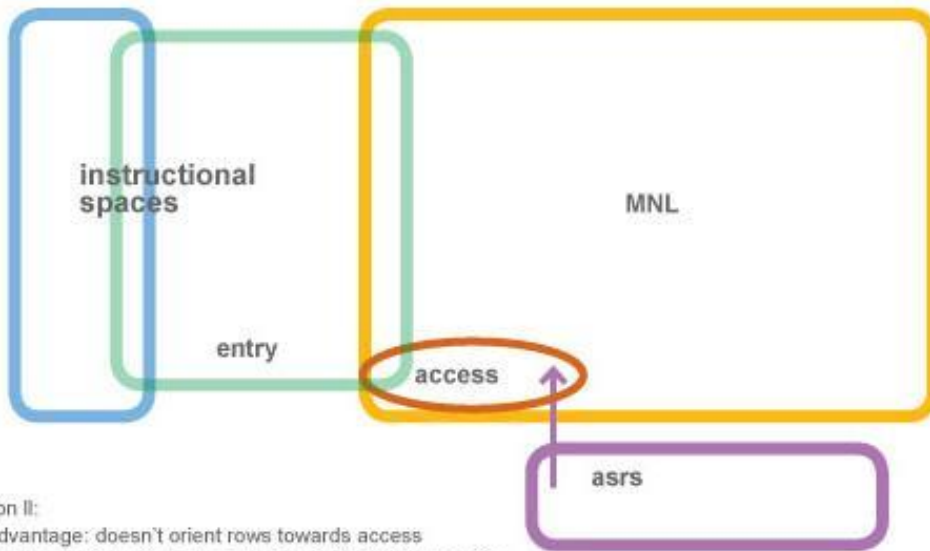 instructional
spaces
MNL
entry
access
asrs
on II:
dvantage: doesn`t orient rows towards access